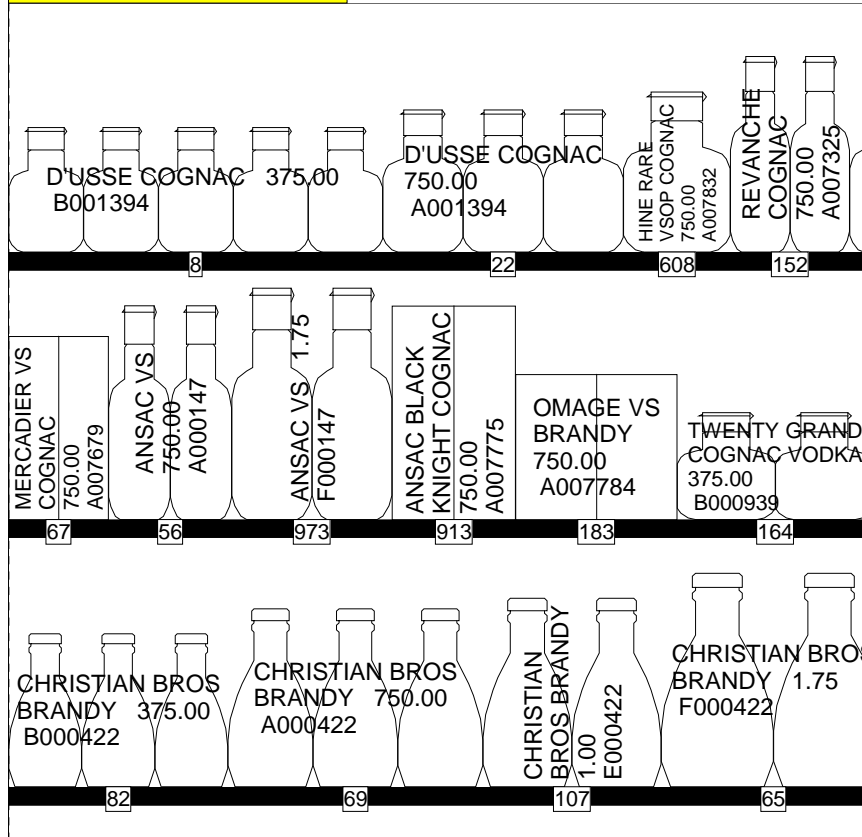 D'USSE COGNAC 375.00
B001394
D'USSE COGNAC
750.00
A001394
HINE RARE
VSOP COGNAC
750.00
A007832
REVANCHE
COGNAC
750.00
A007325
8
22
608
152
MERCADIER VS
COGNAC
750.00
A007679
ANSAC VS
750.00
A000147
ANSAC VS 1.75
F000147
ANSAC BLACK
KNIGHT COGNAC
750.00
A007775
OMAGE VS
BRANDY
750.00
A007784
TWENTY GRAND
COGNAC VODKA
375.00
B000939
67
56
973
913
183
164
CHRISTIAN BROS
BRANDY 375.00
B000422
CHRISTIAN BROS
BRANDY 750.00
A000422
CHRISTIAN
BROS BRANDY
1.00
E000422
CHRISTIAN BROS
BRANDY 1.75
F000422
82
69
107
65